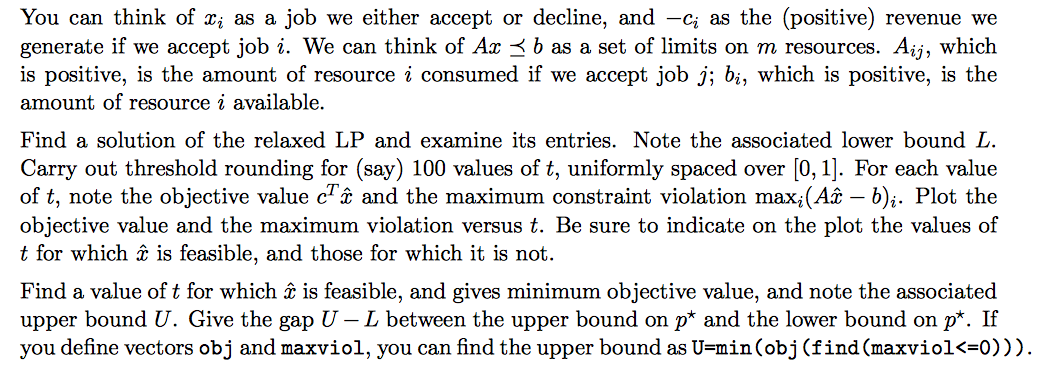 You can think of x_i as a job we either accept or decline, and −c_i as the (positive) revenue we
generate if we accept job i. We can think of Ax ⪯ b as a set of limits on m resources. A_{ij}, which
is positive, is the amount of resource i consumed if we accept job j; b_i, which is positive, is the
amount of resource i available.
Find a solution of the relaxed LP and examine its entries. Note the associated lower bound L.
Carry out threshold rounding for (say) 100 values of t, uniformly spaced over [0, 1]. For each value
of t, note the objective value c^T x̂ and the maximum constraint violation max_i(Ax̂ − b)_i. Plot the
objective value and the maximum violation versus t. Be sure to indicate on the plot the values of
t for which x̂ is feasible, and those for which it is not.
Find a value of t for which x̂ is feasible, and gives minimum objective value, and note the associated
upper bound U. Give the gap U − L between the upper bound on p⋆ and the lower bound on p⋆. If
you define vectors obj and maxviol, you can find the upper bound as U=min(obj(find(maxviol<=0))).